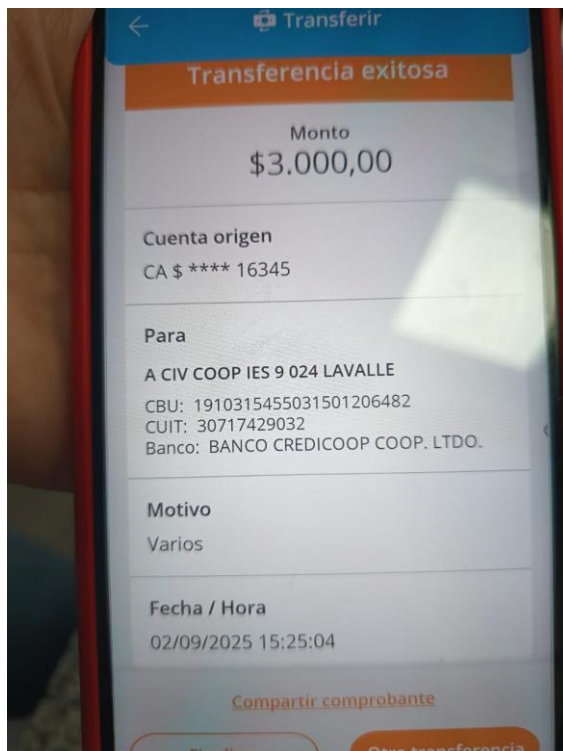 Transferir
Transferencia exitosa
Monto
$3.000,00
Cuenta origen
CA $ **** 16345
Para
A CIV COOP IES 9 024 LAVALLE
CBU: 1910315455031501206482
CUIT: 30717429032
Banco: BANCO CREDICOOP COOP. LTDO.
Motivo
Varios
Fecha / Hora
02/09/2025 15:25:04
Compartir comprobante
Otra transferencia